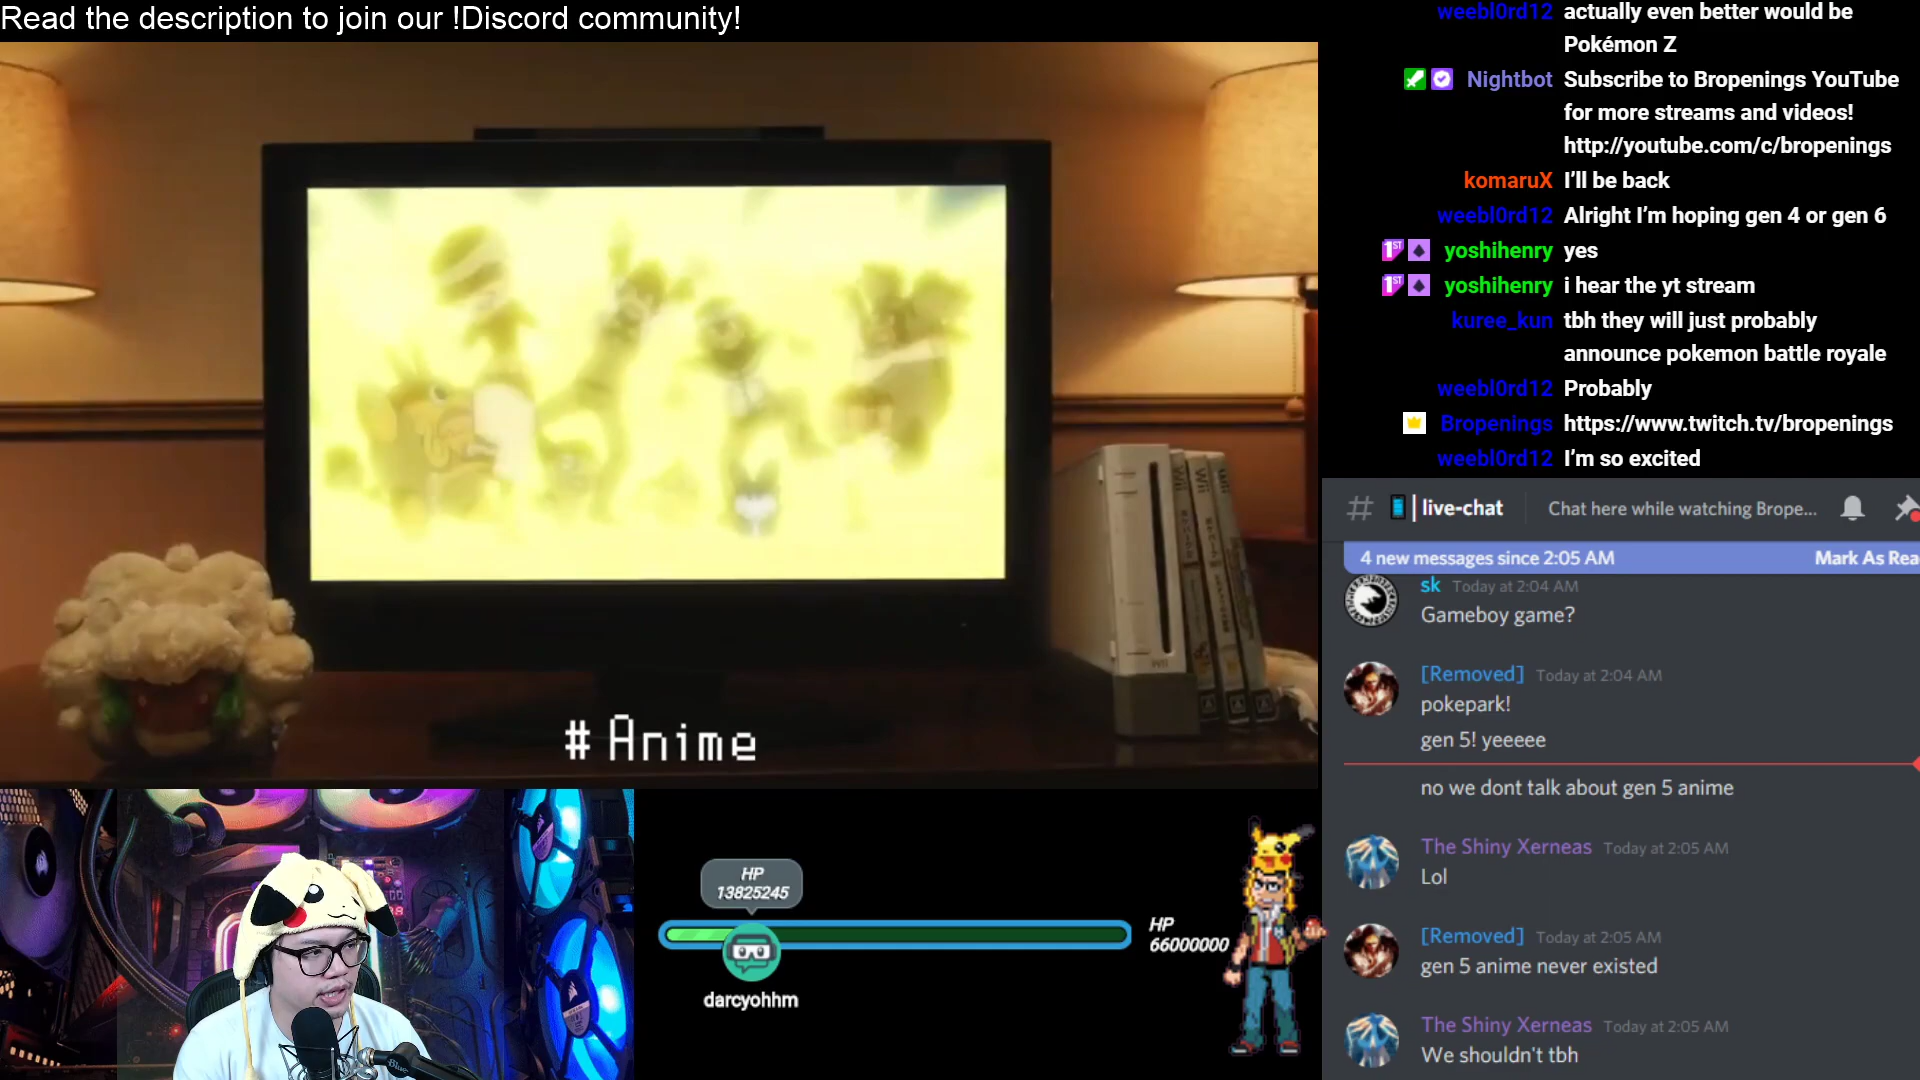 Read the description to join our !Discord community!
weebl0rd12 actually even better would be
Pokémon Z
Nightbot Subscribe to Bropenings YouTube
for more streams and videos!
http://youtube.com/c/bropenings
komaruX I'll be back
weebl0rd12 Alright I'm hoping gen 4 or gen 6
1ST yoshihenry yes
1ST yoshihenry i hear the yt stream
kuree_kun tbh they will just probably
announce pokemon battle royale
weebl0rd12 Probably
Bropenings https://www.twitch.tv/bropenings
weebl0rd12 I'm so excited
# | live-chat Chat here while watching Brope...
4 new messages since 2:05 AM Mark As Rea
sk Today at 2:04 AM
Gameboy game?
[Removed] Today at 2:04 AM
pokepark!
gen 5! yeeeee
no we dont talk about gen 5 anime
The Shiny Xerneas Today at 2:05 AM
Lol
[Removed] Today at 2:05 AM
gen 5 anime never existed
The Shiny Xerneas Today at 2:05 AM
We shouldn't tbh
Wii
Wii
Wii
Wii
#Anime
HP
13825245
HP
66000000
darcyohhm